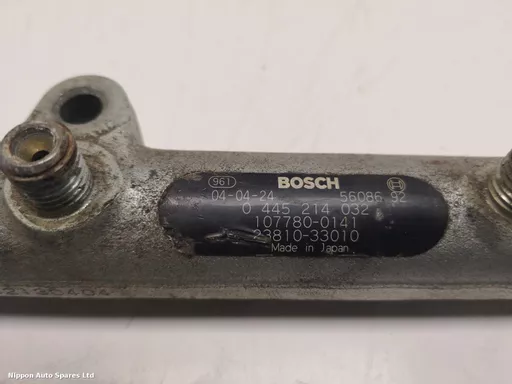 961 BOSCH
04-04-24 56086 92
0 445 214 032
107780-0141
23810-33010
Made in Japan
Nippon Auto Spares Ltd